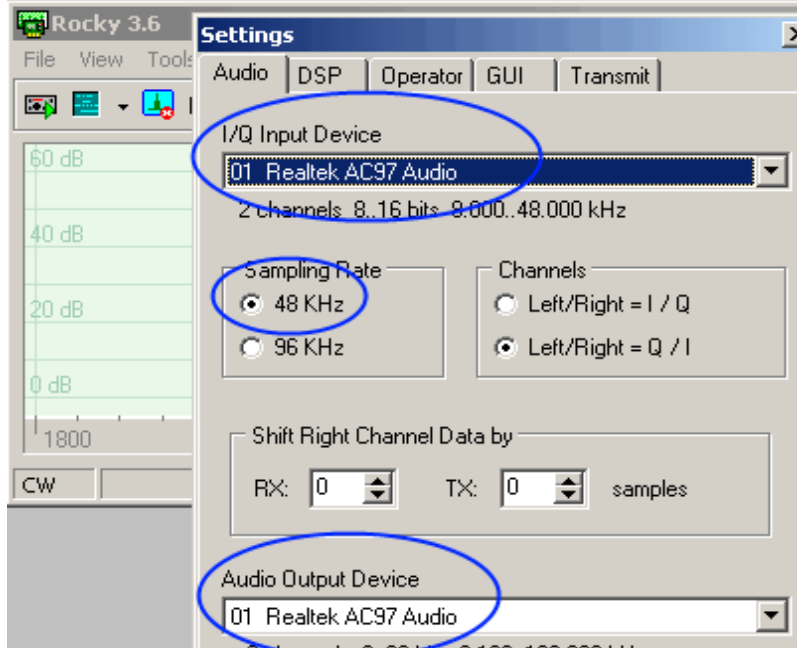 Rocky 3.6
File View Tools
60 dB
40 dB
20 dB
0 dB
1800
CW
Settings
Audio DSP Operator GUI Transmit
I/Q Input Device
01 Realtek AC97 Audio
2 channels 8..16 bits 8.000..48.000 kHz
Sampling Rate
48 KHz
96 KHz
Channels
Left/Right = I / Q
Left/Right = Q / I
Shift Right Channel Data by
RX: 0 TX: 0 samples
Audio Output Device
01 Realtek AC97 Audio